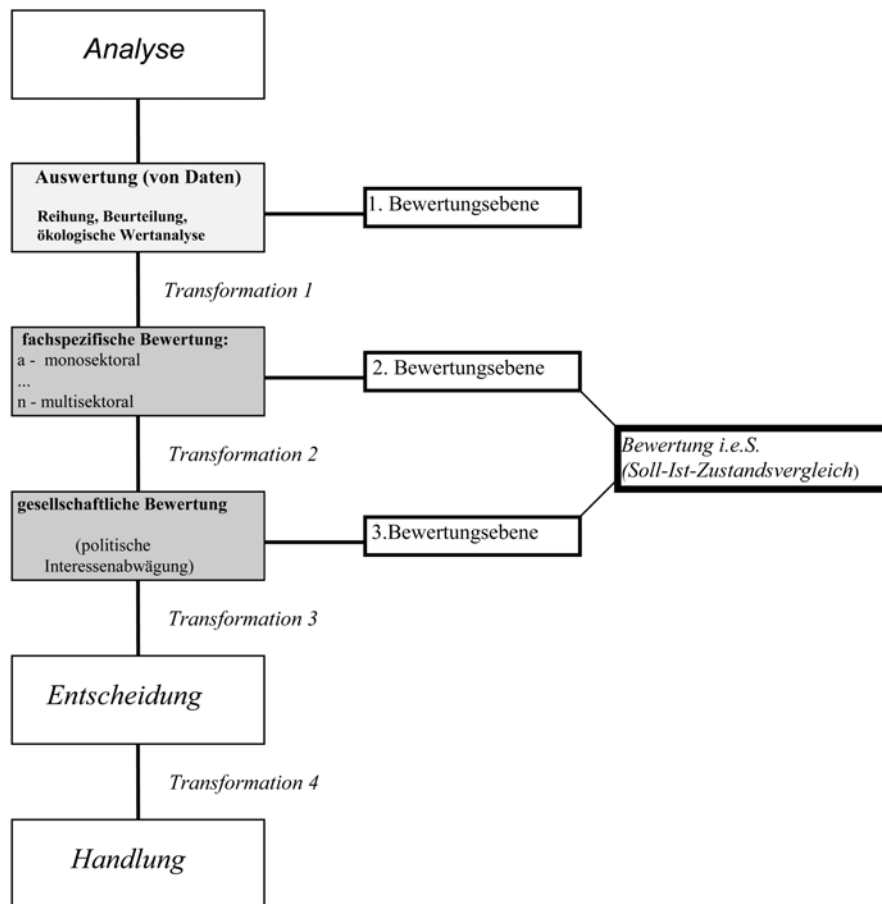 Analyse
Auswertung (von Daten)
Reihung, Beurteilung,
ökologische Wertanalyse
1. Bewertungsebene
Transformation 1
fachspezifische Bewertung:
a - monosektoral
...
n - multisektoral
2. Bewertungsebene
Bewertung i.e.S.
(Soll-Ist-Zustandsvergleich)
Transformation 2
gesellschaftliche Bewertung
(politische
Interessenabwägung)
3.Bewertungsebene
Transformation 3
Entscheidung
Transformation 4
Handlung